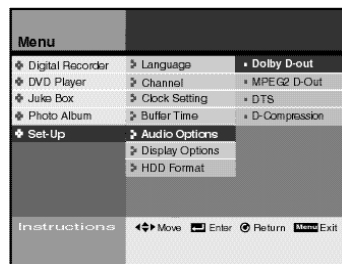 Menu
Digital Recorder
DVD Player
Juke Box
Photo Album
Set-Up
Language
Channel
Clock Setting
Buffer Time
Audio Options
Display Options
HDD Format
Dolby D-out
MPEG2 D-Out
DTS
D-Compression
Instructions Move Enter Return Menu Exit